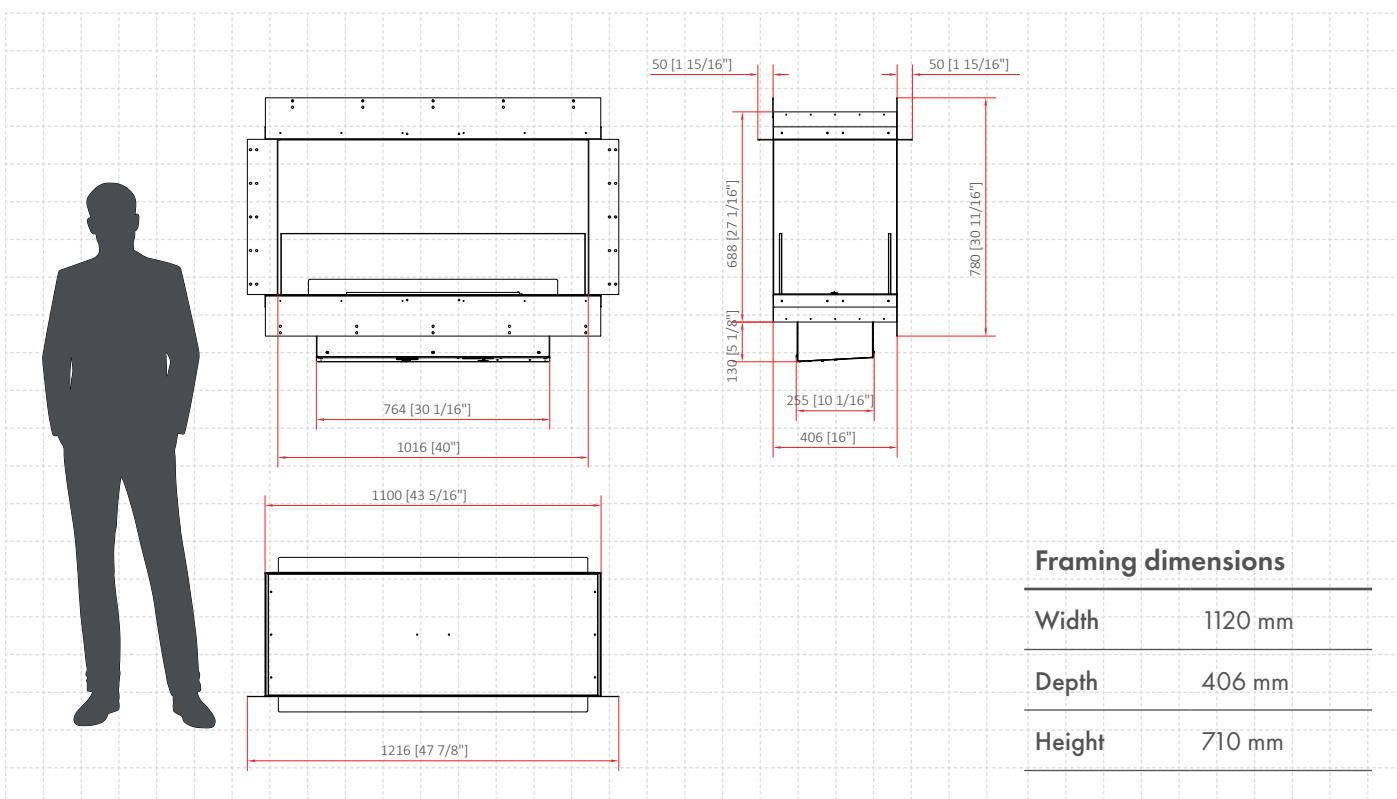 50 [1 15/16"]
50 [1 15/16"]
688 [27 1/16"]
780 [30 11/16"]
130 [5 1/8"]
255 [10 1/16"]
764 [30 1/16"]
406 [16"]
1016 [40"]
1100 [43 5/16"]
1216 [47 7/8"]
Framing dimensions
Width 1120 mm
Depth 406 mm
Height 710 mm